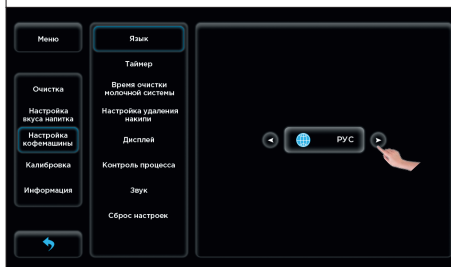 Меню
Очистка
Настройка
вкуса напитка
Настройка
кофемашины
Калибровка
Информация
Язык
Таймер
Время очистки
молочной системы
Настройка удаления
накипи
Дисплей
Контроль процесса
Звук
Сброс настроек
РУС